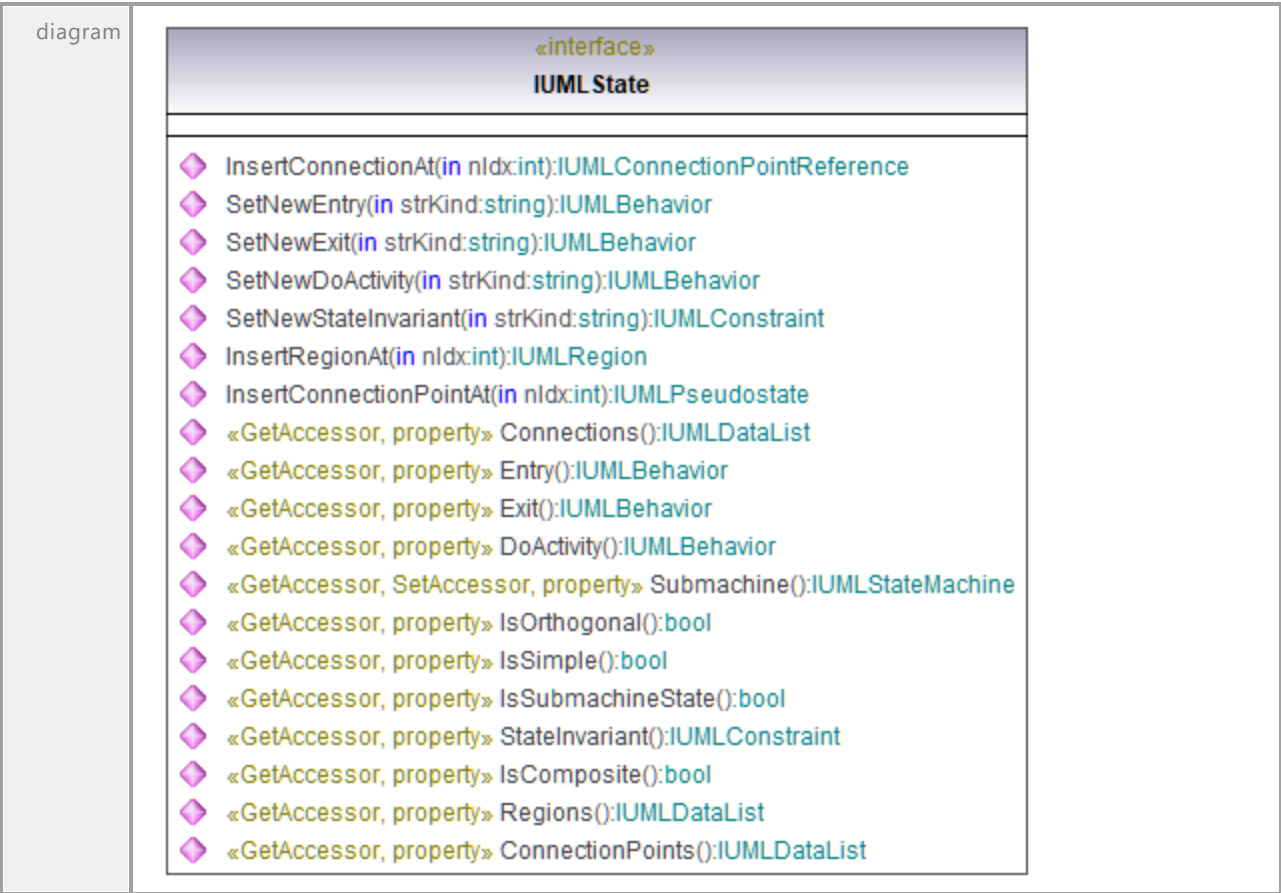 diagram
«interface»
IUMLState
InsertConnectionAt(in nIdx:int):IUMLConnectionPointReference
SetNewEntry(in strKind:string):IUMLBehavior
SetNewExit(in strKind:string):IUMLBehavior
SetNewDoActivity(in strKind:string):IUMLBehavior
SetNewStateInvariant(in strKind:string):IUMLConstraint
InsertRegionAt(in nIdx:int):IUMLRegion
InsertConnectionPointAt(in nIdx:int):IUMLPseudostate
«GetAccessor, property» Connections():IUMLDataList
«GetAccessor, property» Entry():IUMLBehavior
«GetAccessor, property» Exit():IUMLBehavior
«GetAccessor, property» DoActivity():IUMLBehavior
«GetAccessor, SetAccessor, property» Submachine():IUMLStateMachine
«GetAccessor, property» IsOrthogonal():bool
«GetAccessor, property» IsSimple():bool
«GetAccessor, property» IsSubmachineState():bool
«GetAccessor, property» StateInvariant():IUMLConstraint
«GetAccessor, property» IsComposite():bool
«GetAccessor, property» Regions():IUMLDataList
«GetAccessor, property» ConnectionPoints():IUMLDataList